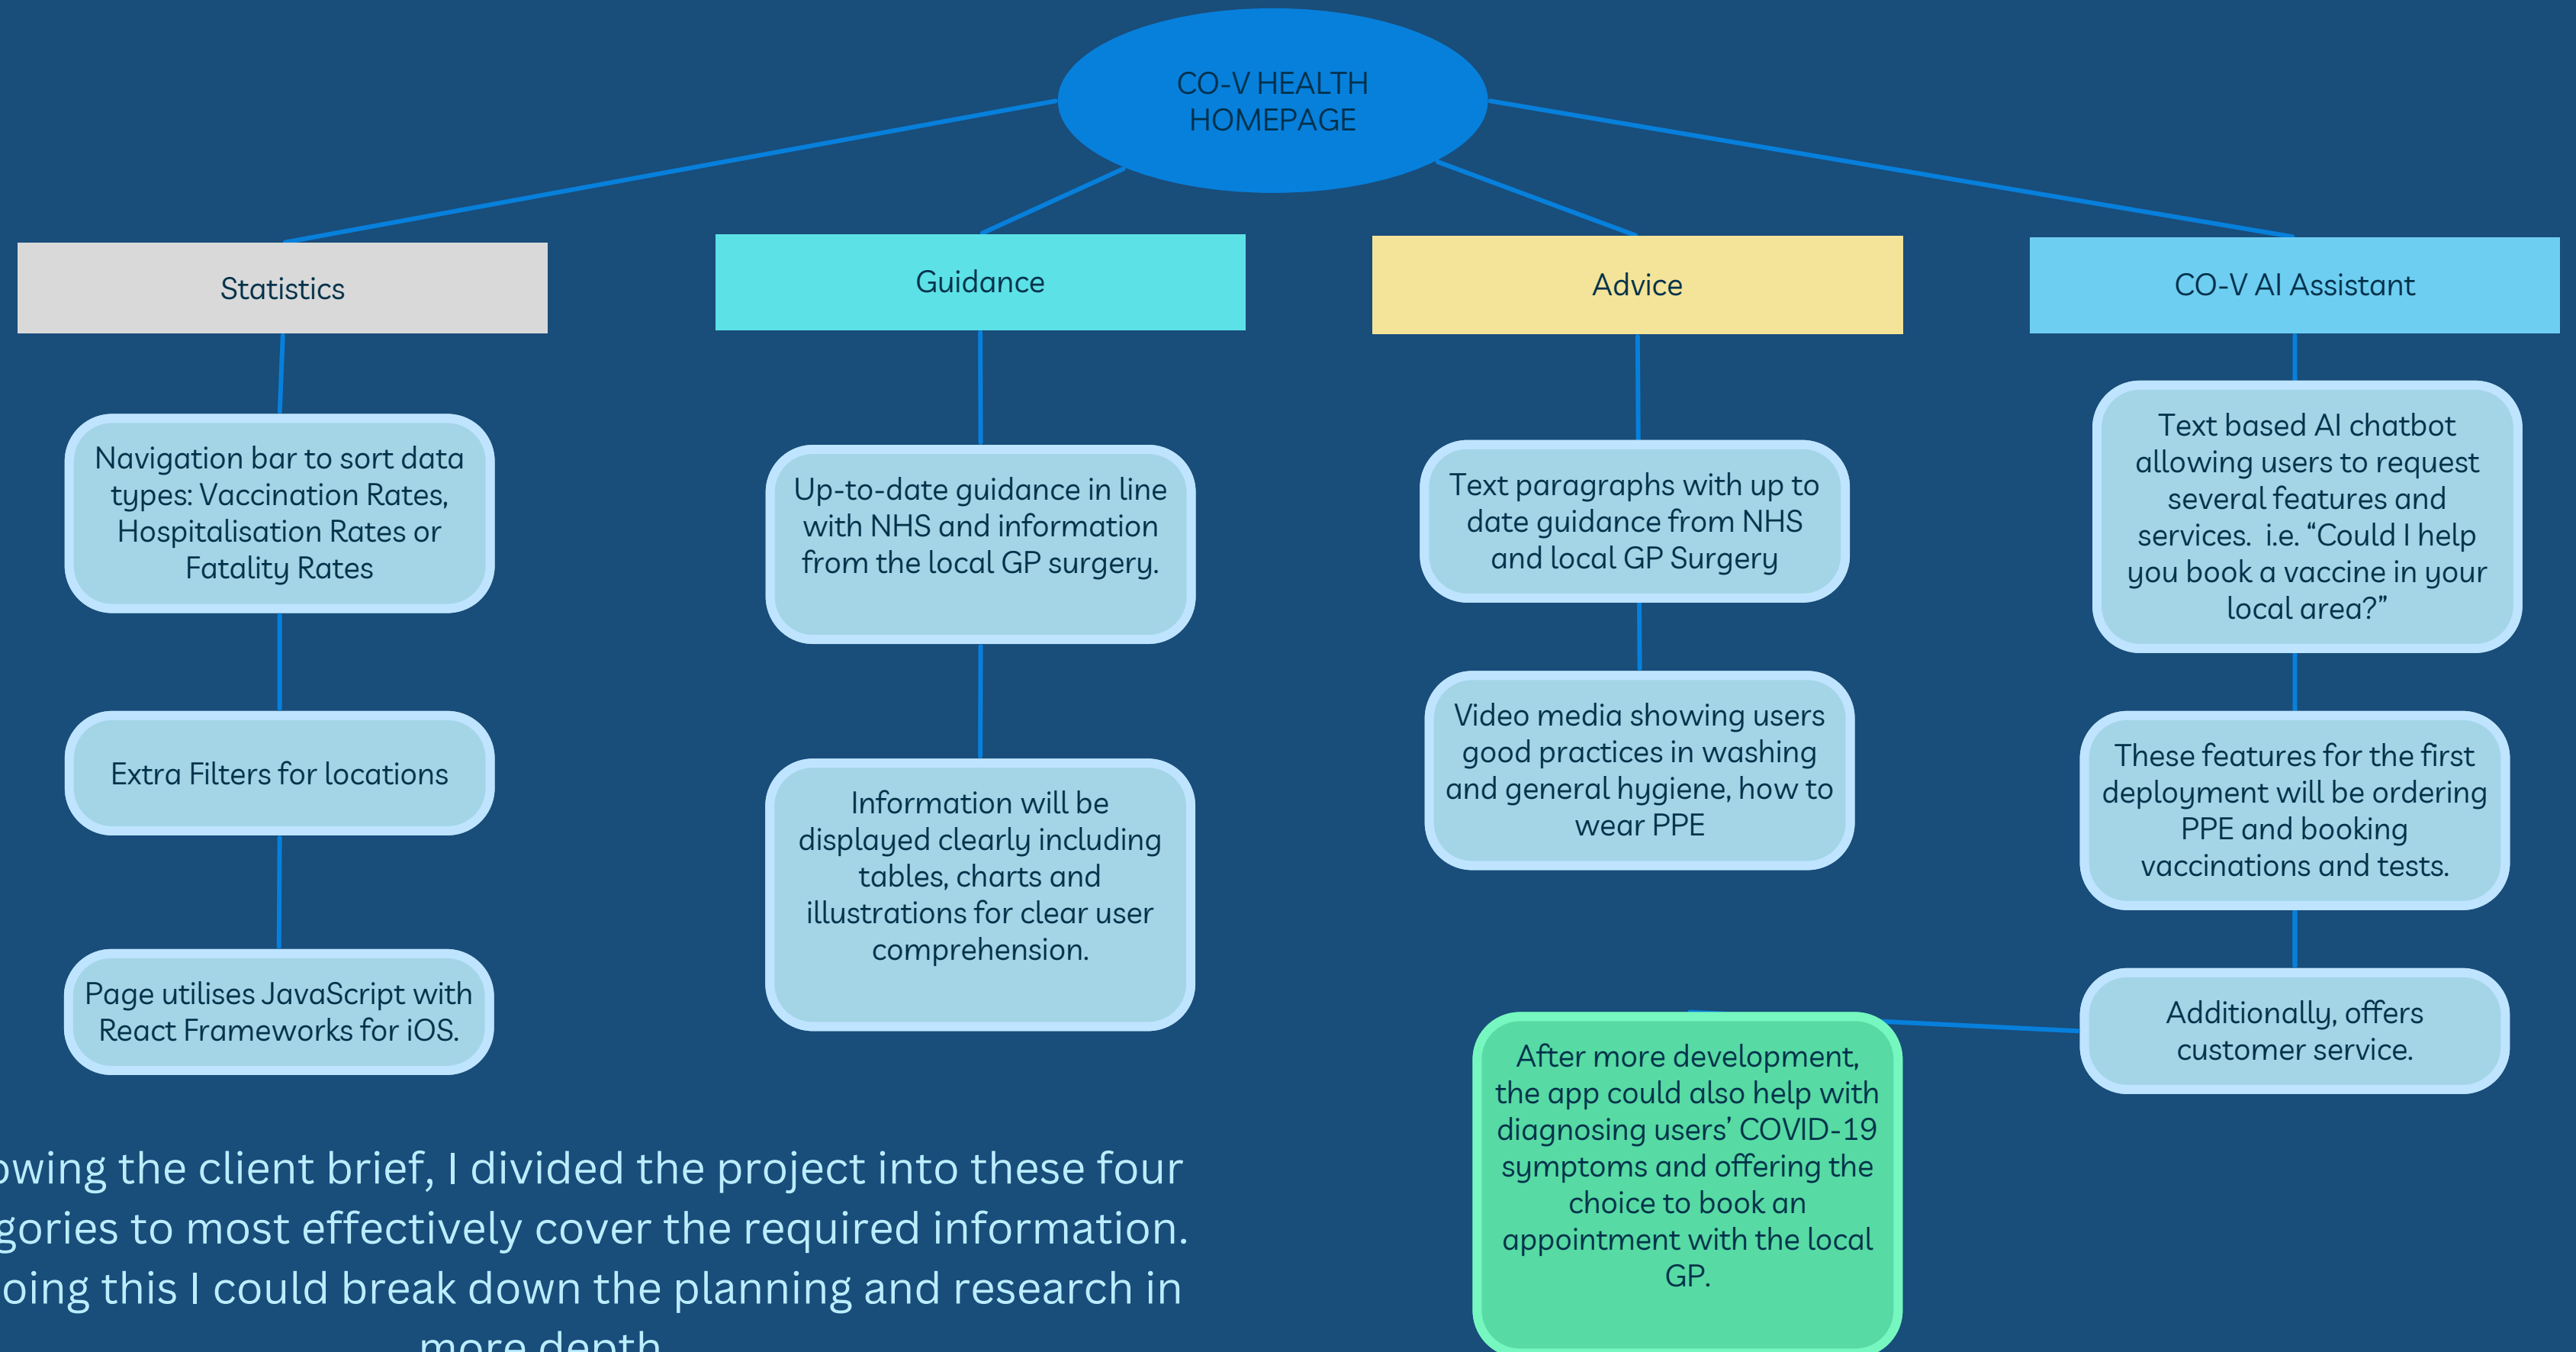 CO-V HEALTH
HOMEPAGE
Statistics
Guidance
Advice
CO-V AI Assistant
Navigation bar to sort data
types: Vaccination Rates,
Hospitalisation Rates or
Fatality Rates
Extra Filters for locations
Page utilises JavaScript with
React Frameworks for iOS.
Up-to-date guidance in line
with NHS and information
from the local GP surgery.
Information will be
displayed clearly including
tables, charts and
illustrations for clear user
comprehension.
Text paragraphs with up to
date guidance from NHS
and local GP Surgery
Video media showing users
good practices in washing
and general hygiene, how to
wear PPE
Text based AI chatbot
allowing users to request
several features and
services.  i.e. “Could I help
you book a vaccine in your
local area?”
These features for the first
deployment will be ordering
PPE and booking
vaccinations and tests.
Additionally, offers
customer service.
After more development,
the app could also help with
diagnosing users’ COVID-19
symptoms and offering the
choice to book an
appointment with the local
GP.
the client brief, I divided the project into these four
to most effectively cover the required information.
this I could break down the planning and research in
more depth